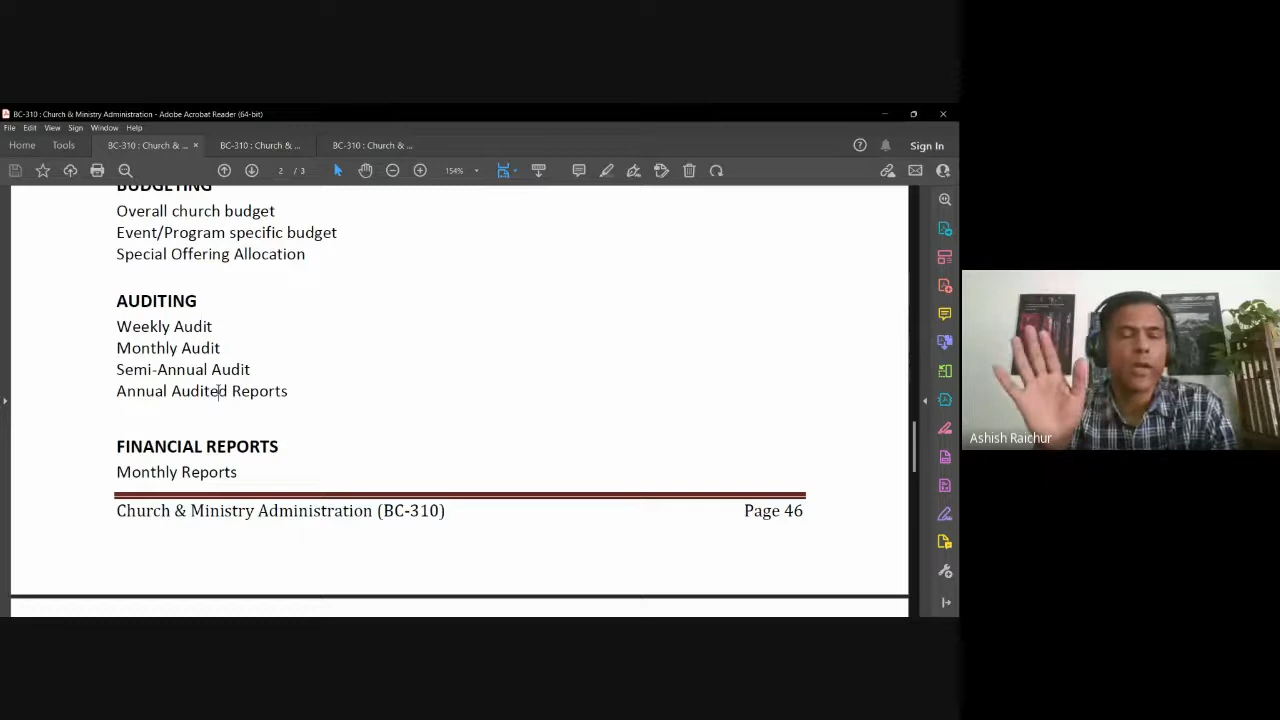 BC-310 : Church & Ministry Administration - Adobe Acrobat Reader (64-bit)
File Edit View Sign Window Help
Home Tools BC-310 : Church & ... × BC-310 : Church & ... BC-310 : Church & ... Sign In
2 / 3 154%
BUDGETING
Overall church budget
Event/Program specific budget
Special Offering Allocation
AUDITING
Weekly Audit
Monthly Audit
Semi-Annual Audit
Annual Audited Reports
FINANCIAL REPORTS
Monthly Reports
Church & Ministry Administration (BC-310) Page 46
Ashish Raichur